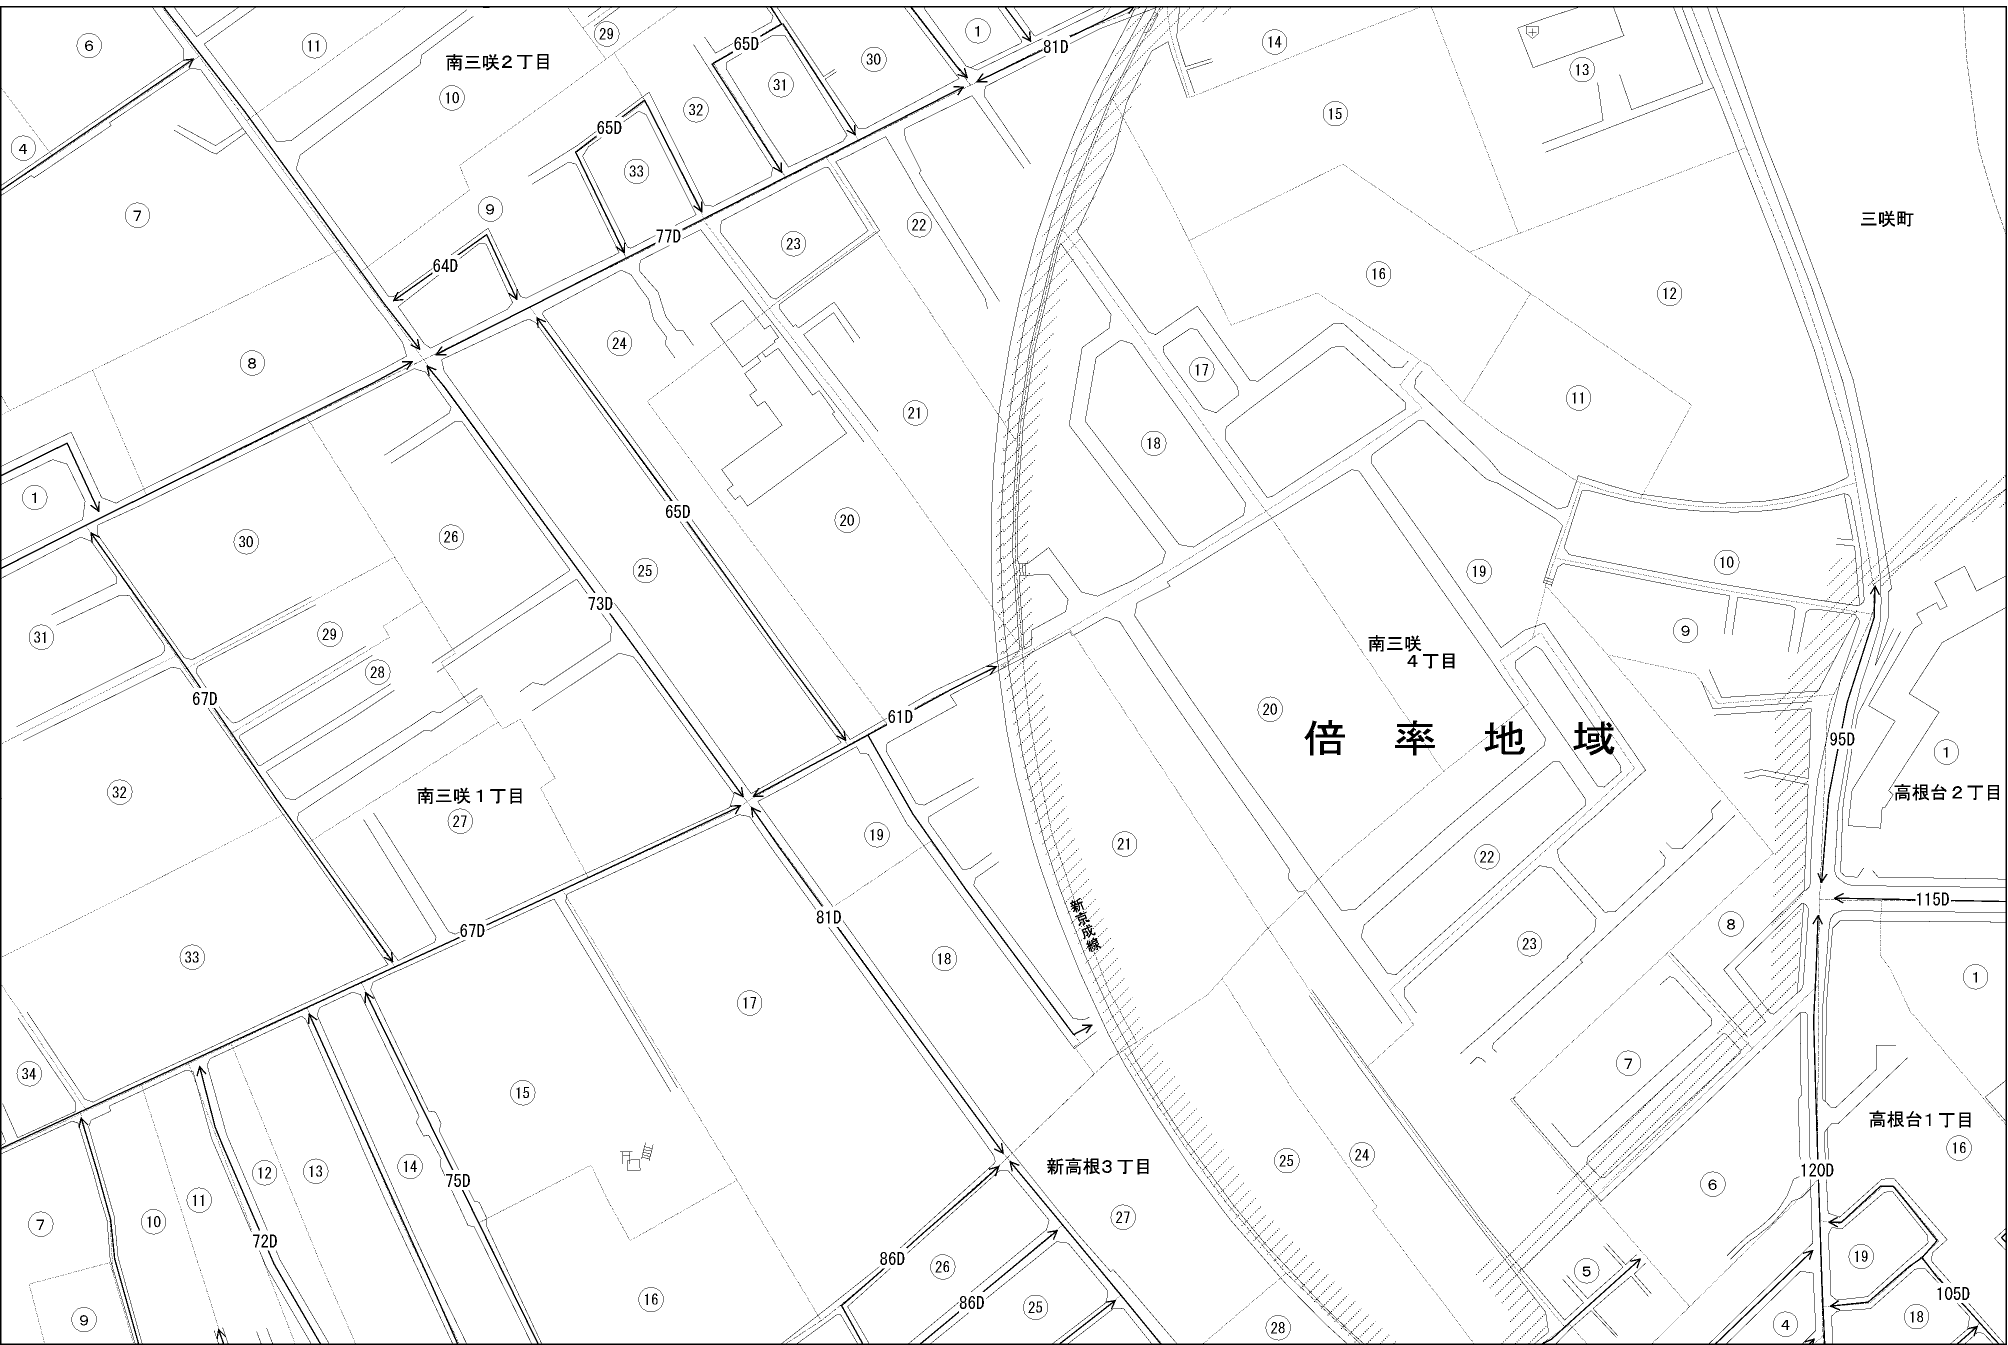 ⑥
⑪
南三咲２丁目
㉙
65D
㉚
①
81D
⑭
⑬
④
⑩
㉜
㉛
⑮
65D
㉝
⑦
⑨
77D
㉒
三咲町
64D
㉓
⑯
⑫
⑧
㉔
⑰
⑪
㉑
⑱
①
㉚
㉖
65D
⑳
㉕
⑲
⑩
73D
㉛
㉙
㉘
⑨
南三咲
４丁目
67D
61D
⑳
倍率地域
95D
①
㉜
南三咲１丁目
㉗
高根台２丁目
⑲
㉑
㉒
81D
新京成線
115D
67D
⑧
㉝
⑱
㉓
⑰
①
㉞
⑮
⑦
高根台１丁目
⑯
⑭
⑬
⑫
⑪
75D
新高根３丁目
㉕
㉔
120D
⑥
⑦
⑩
㉗
72D
86D
㉖
⑲
⑤
105D
⑨
⑯
86D
㉕
㉘
④
⑱